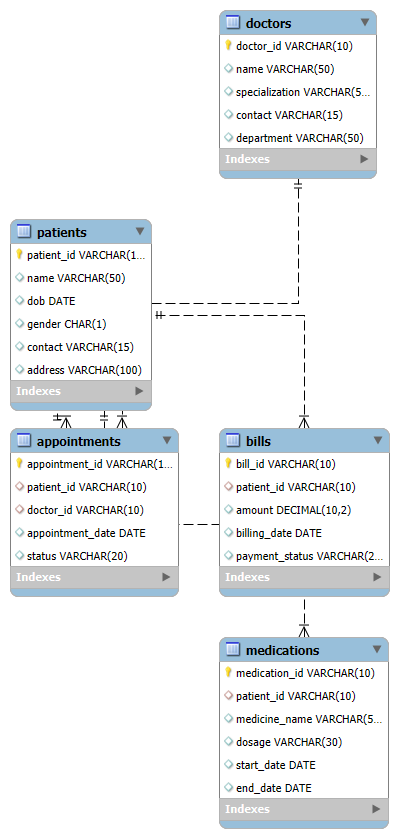 doctors
doctor_id VARCHAR(10)
name VARCHAR(50)
specialization VARCHAR(5...
contact VARCHAR(15)
department VARCHAR(50)
Indexes
patients
patient_id VARCHAR(1...
name VARCHAR(50)
dob DATE
gender CHAR(1)
contact VARCHAR(15)
address VARCHAR(100)
Indexes
appointments
appointment_id VARCHAR(1...
patient_id VARCHAR(10)
doctor_id VARCHAR(10)
appointment_date DATE
status VARCHAR(20)
Indexes
bills
bill_id VARCHAR(10)
patient_id VARCHAR(10)
amount DECIMAL(10,2)
billing_date DATE
payment_status VARCHAR(2...
Indexes
medications
medication_id VARCHAR(10)
patient_id VARCHAR(10)
medicine_name VARCHAR(5...
dosage VARCHAR(30)
start_date DATE
end_date DATE
Indexes